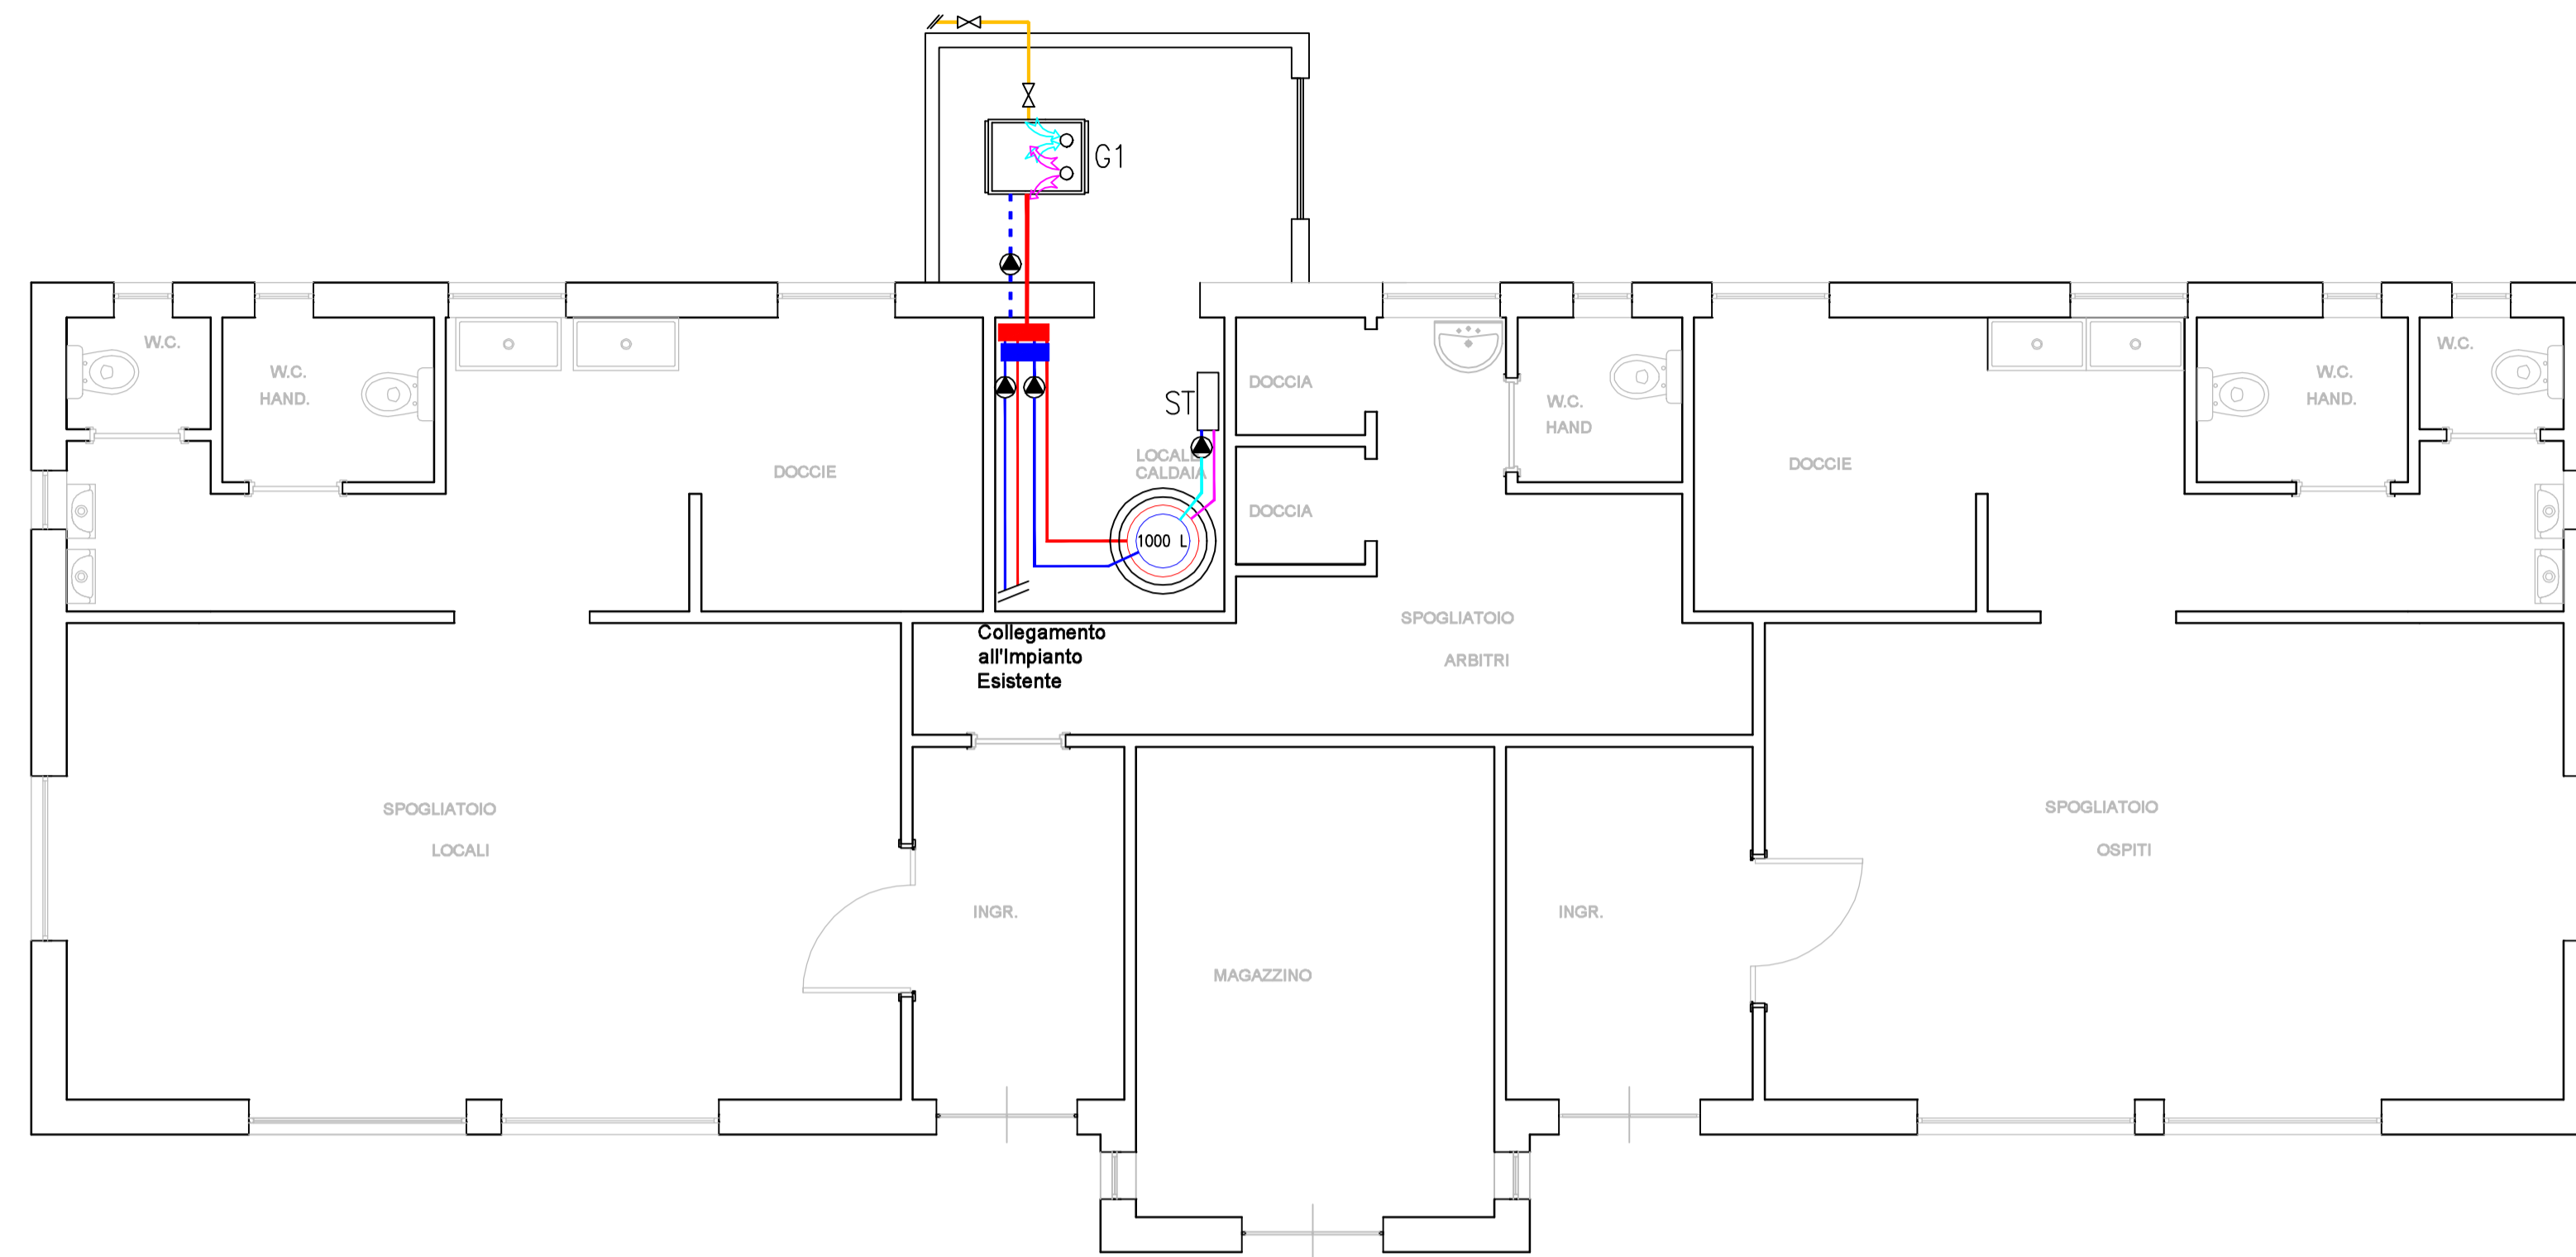 G1
W.C.
W.C.
HAND.
DOCCIE
ST
LOCALE
CALDAIA
1000 L
DOCCIA
DOCCIA
W.C.
HAND
DOCCIE
W.C.
HAND.
W.C.
Collegamento
all'Impianto
Esistente
SPOGLIATOIO
ARBITRI
SPOGLIATOIO
LOCALI
INGR.
MAGAZZINO
INGR.
SPOGLIATOIO
OSPITI